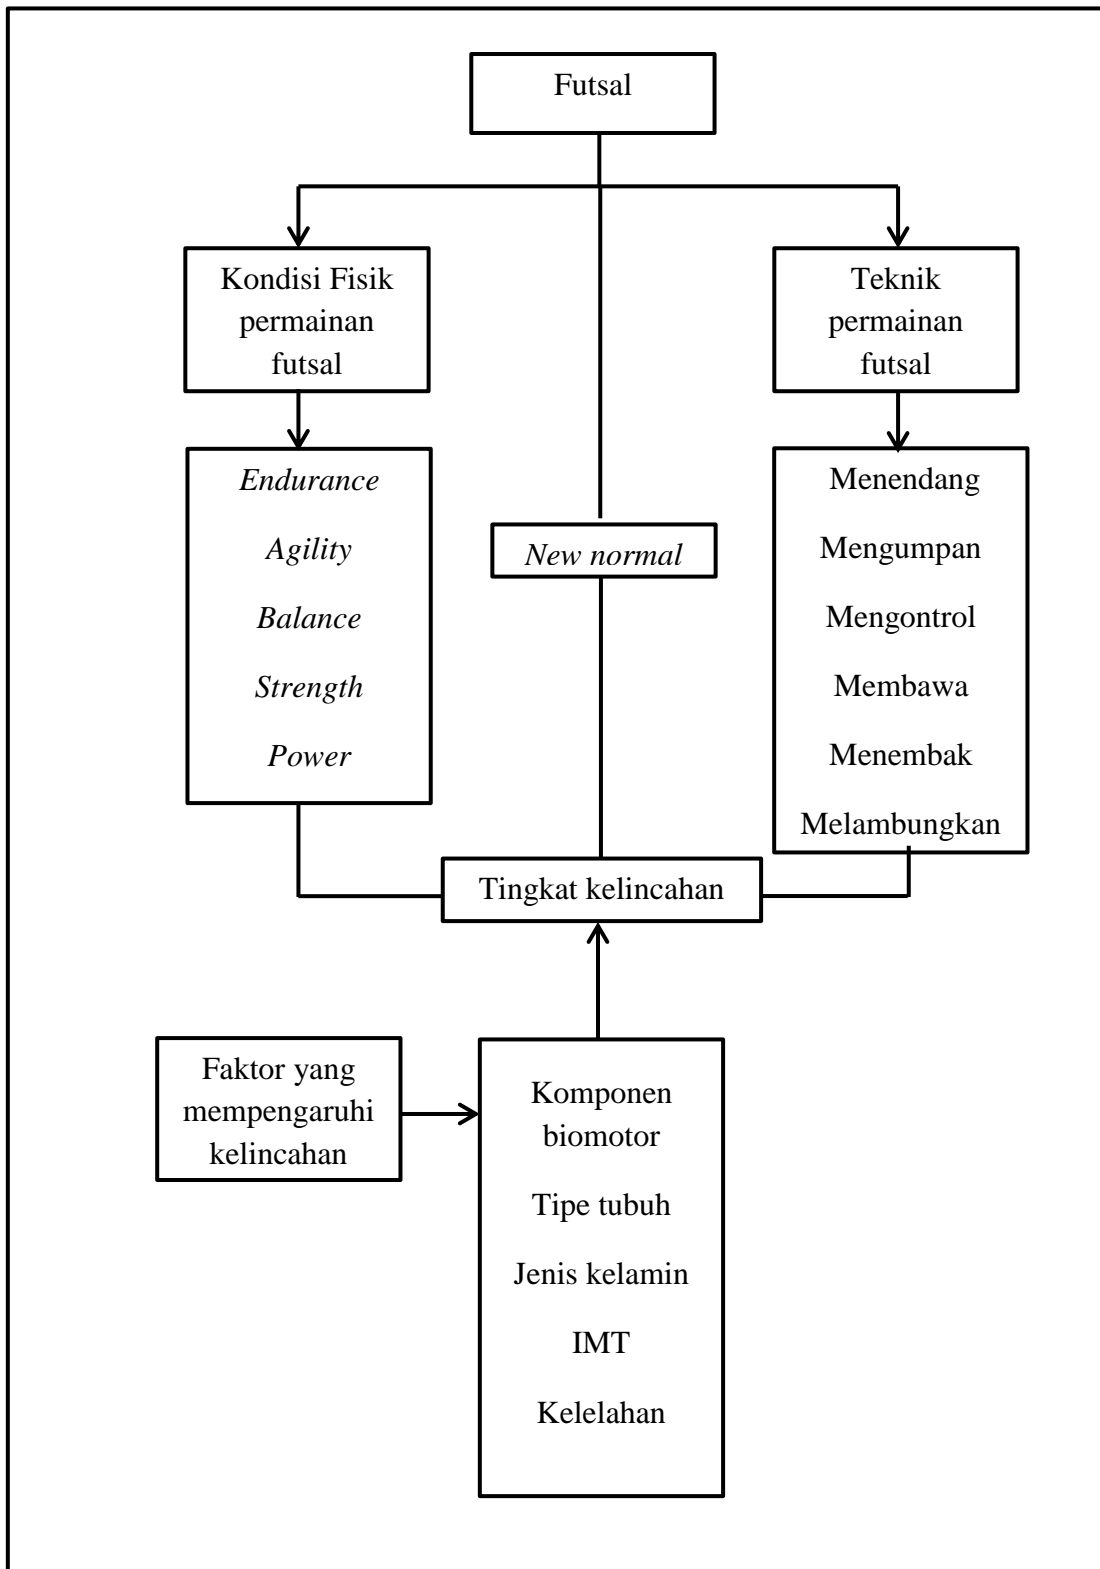 Futsal
Kondisi Fisik
permainan
futsal
Teknik
permainan
futsal
Endurance
Agility
Balance
Strength
Power
New normal
Menendang
Mengumpan
Mengontrol
Membawa
Menembak
Melambungkan
Tingkat kelincahan
Faktor yang
mempengaruhi
kelincahan
Komponen
biomotor
Tipe tubuh
Jenis kelamin
IMT
Kelelahan